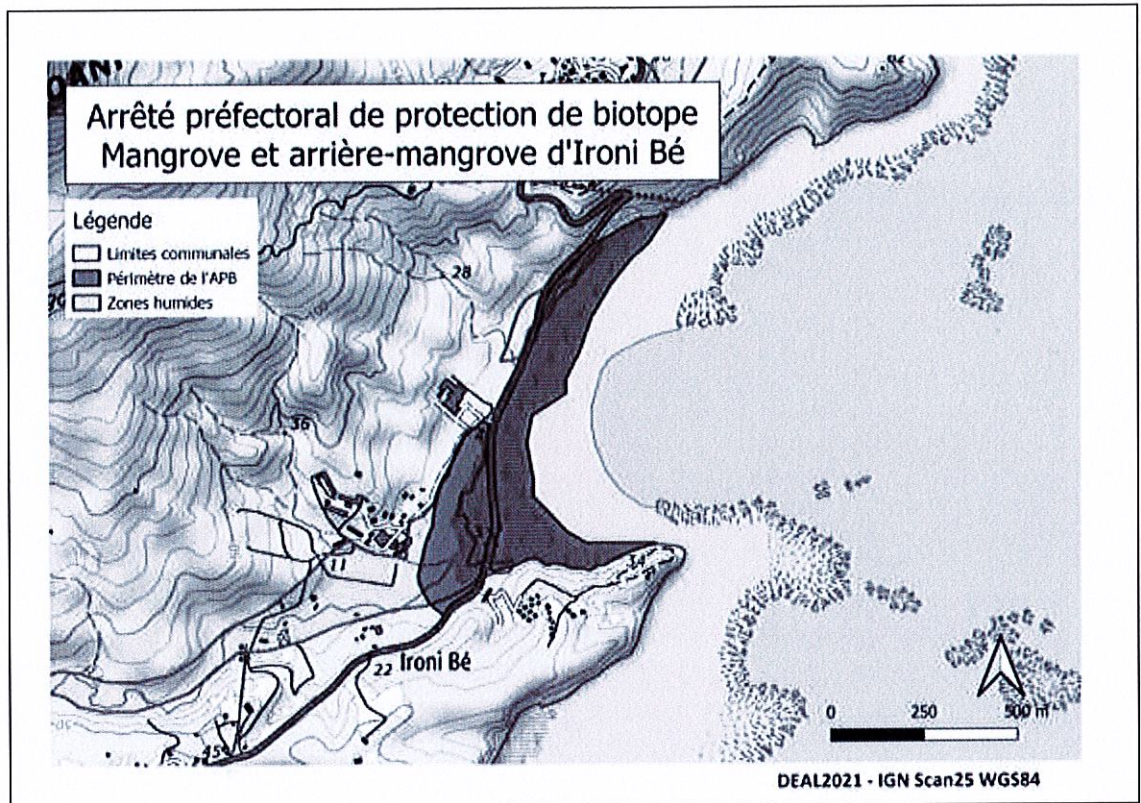 Arrêté préfectoral de protection de biotope
Mangrove et arrière-mangrove d'Ironi Bé
Légende
Limites communales
Périmètre de l'APB
Zones humides
28
100
36
11
Ironi Bé
22
45
0 250 500 m
DEAL2021 - IGN Scan25 WGS84